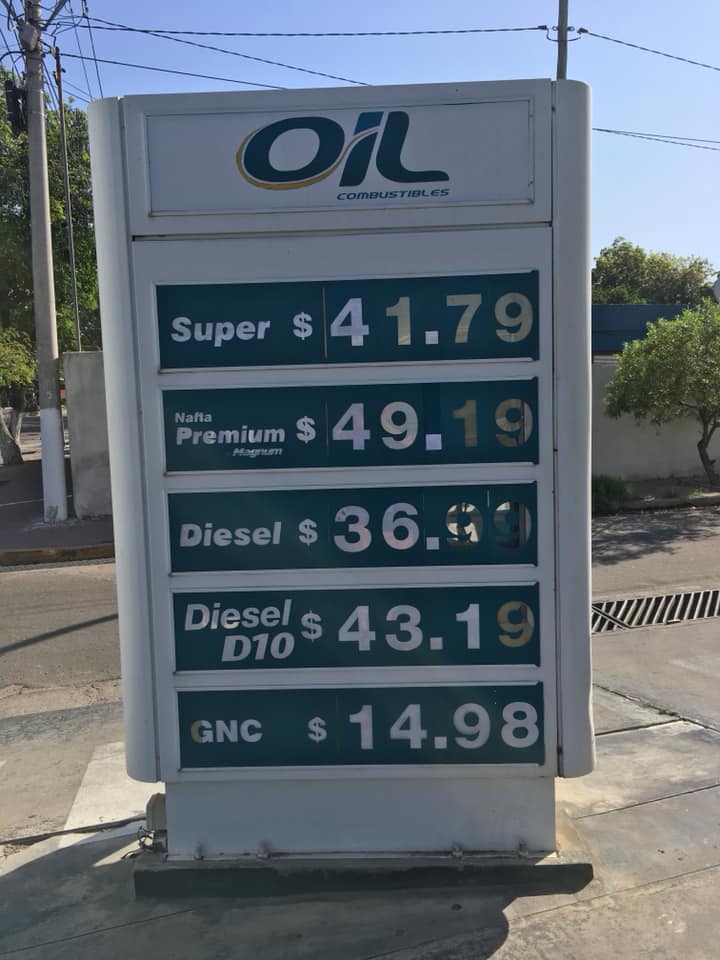 OIL
COMBUSTIBLES
Super $ 41.79
Nafta
Premium $ 49.19
Magnum
Diesel $ 36.99
Diesel
D10 $ 43.19
GNC $ 14.98